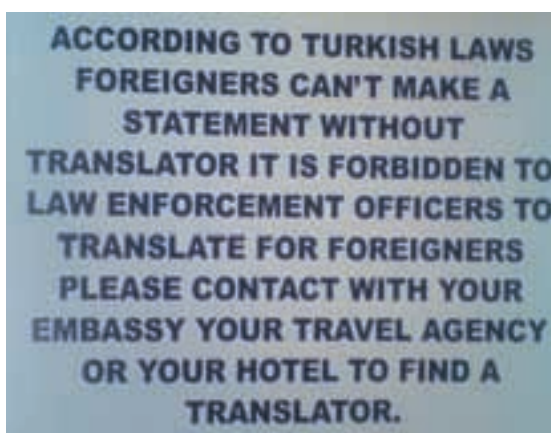 ACCORDING TO TURKISH LAWS
FOREIGNERS CAN'T MAKE A
STATEMENT WITHOUT
TRANSLATOR IT IS FORBIDDEN TO
LAW ENFORCEMENT OFFICERS TO
TRANSLATE FOR FOREIGNERS
PLEASE CONTACT WITH YOUR
EMBASSY YOUR TRAVEL AGENCY
OR YOUR HOTEL TO FIND A
TRANSLATOR.